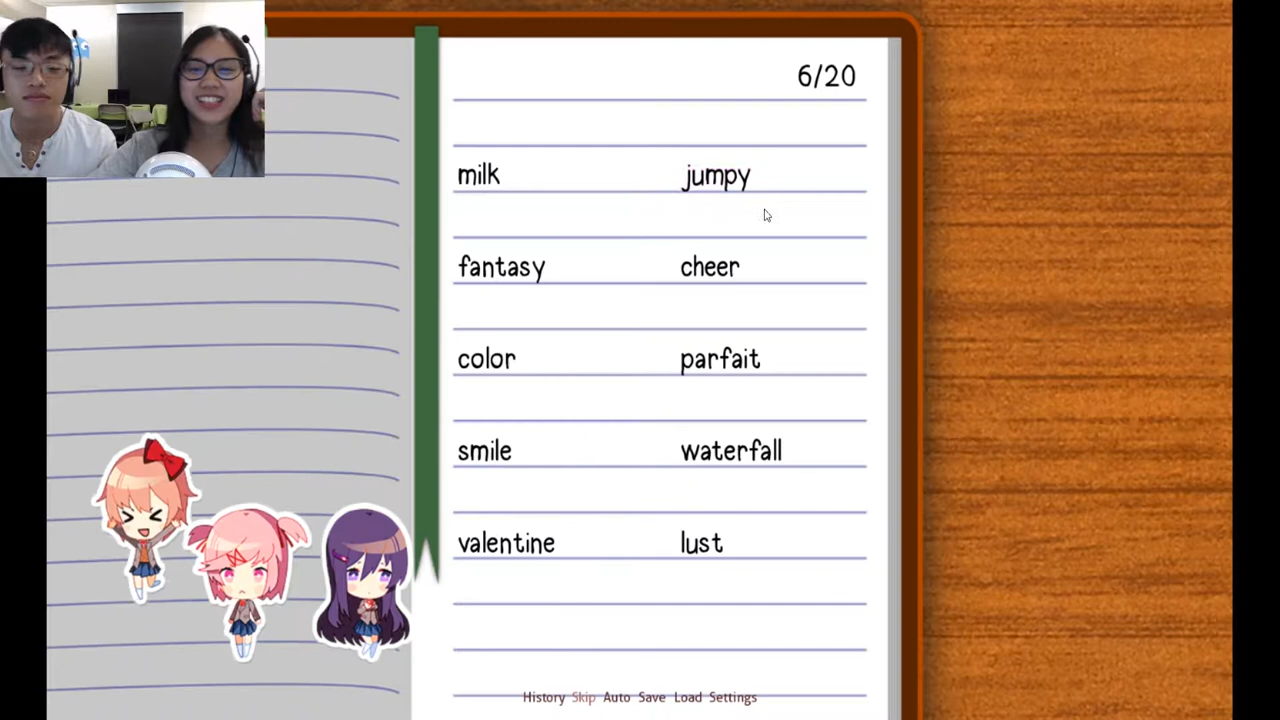 6/20
milk jumpy
fantasy cheer
color parfait
smile waterfall
valentine lust
History Skip Auto Save Load Settings